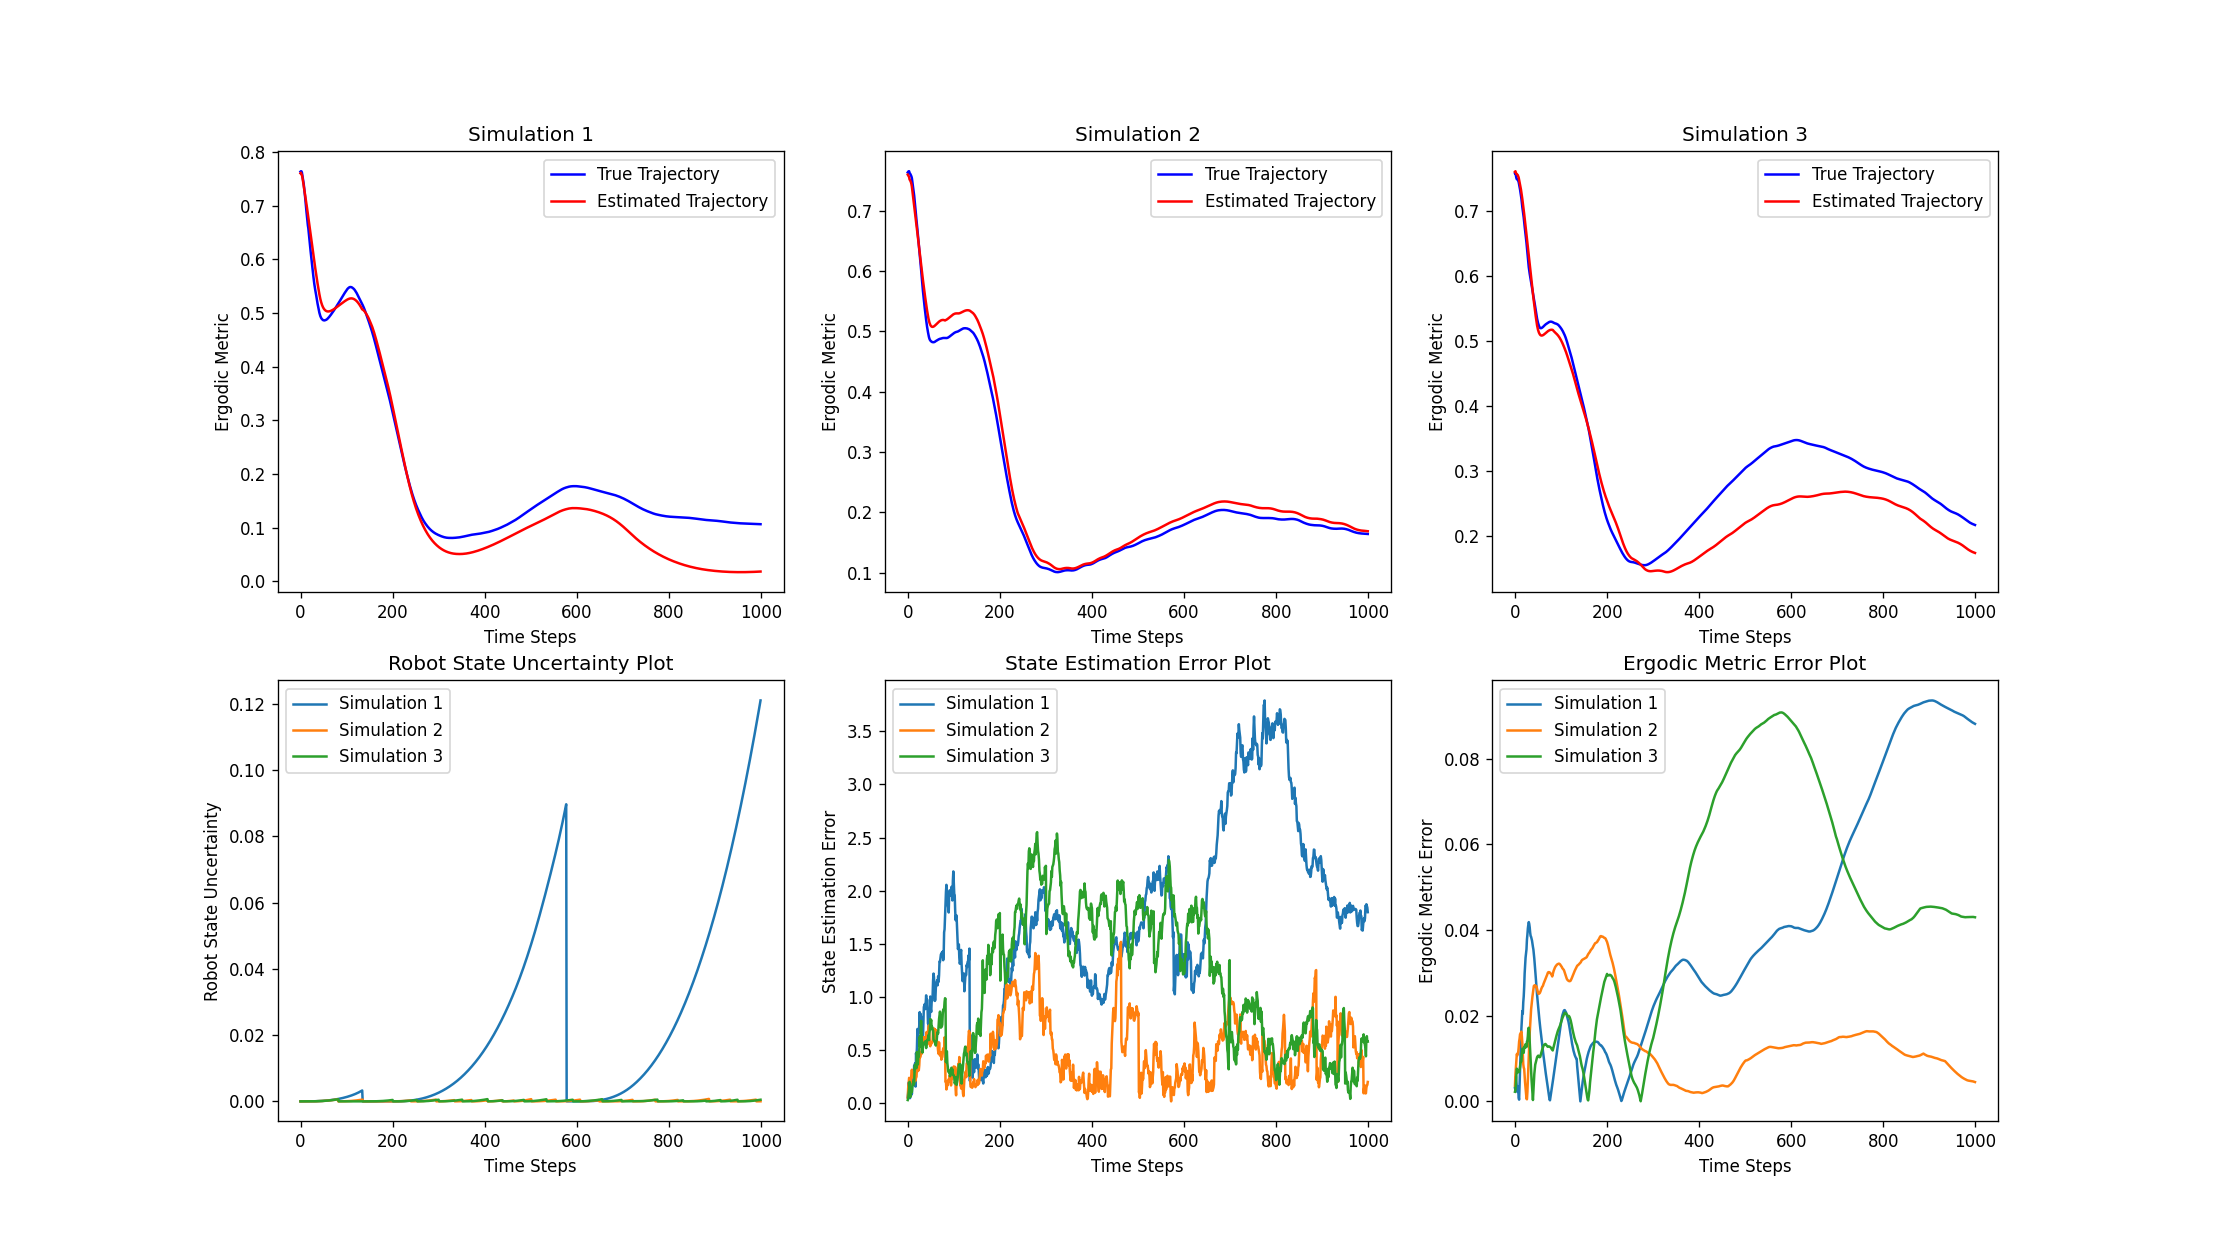 Simulation 1
Ergodic Metric
0.8
0.7
0.6
0.5
0.4
0.3
0.2
0.1
0.0
True Trajectory
Estimated Trajectory
0 200 400 600 800 1000
Time Steps
Simulation 2
Ergodic Metric
0.7
0.6
0.5
0.4
0.3
0.2
0.1
True Trajectory
Estimated Trajectory
0 200 400 600 800 1000
Time Steps
Simulation 3
Ergodic Metric
0.7
0.6
0.5
0.4
0.3
0.2
True Trajectory
Estimated Trajectory
0 200 400 600 800 1000
Time Steps
Robot State Uncertainty Plot
Robot State Uncertainty
0.12
0.10
0.08
0.06
0.04
0.02
0.00
Simulation 1
Simulation 2
Simulation 3
0 200 400 600 800 1000
Time Steps
State Estimation Error Plot
State Estimation Error
3.5
3.0
2.5
2.0
1.5
1.0
0.5
0.0
Simulation 1
Simulation 2
Simulation 3
0 200 400 600 800 1000
Time Steps
Ergodic Metric Error Plot
Ergodic Metric Error
0.08
0.06
0.04
0.02
0.00
Simulation 1
Simulation 2
Simulation 3
0 200 400 600 800 1000
Time Steps